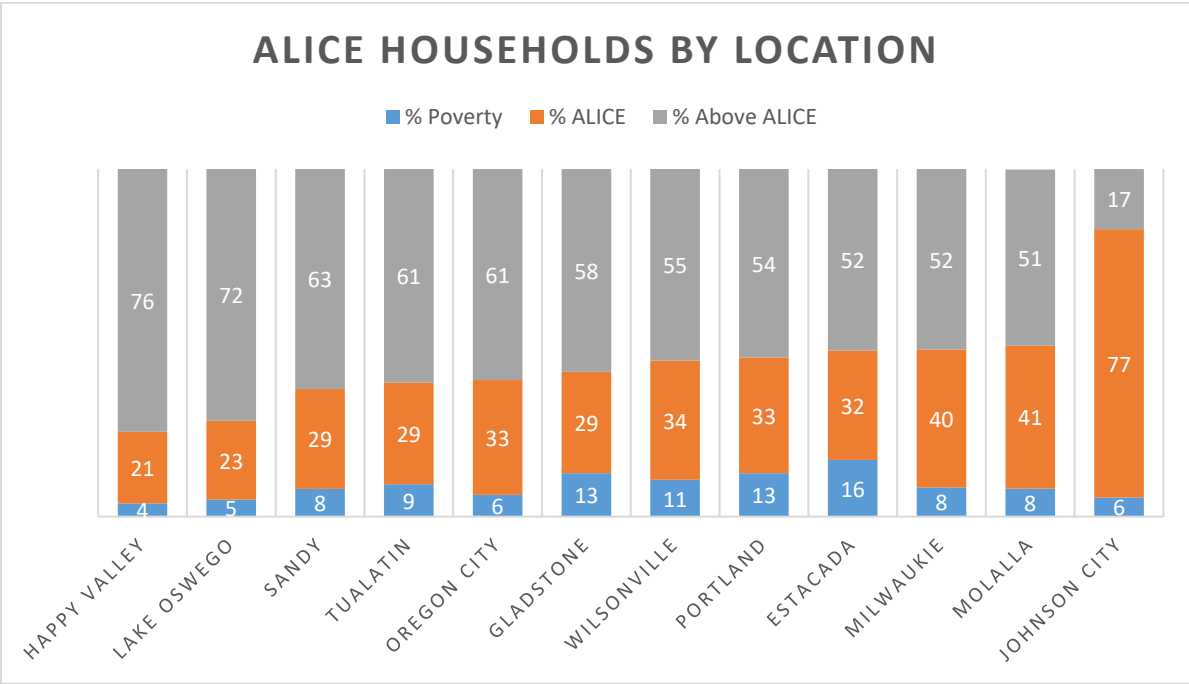 ALICE HOUSEHOLDS BY LOCATION
% Poverty % ALICE % Above ALICE
76 72 63 61 61 58 55 54 52 52 51 17
21 23 29 29 33 29 34 33 32 40 41 77
4 5 8 9 6 13 11 13 16 8 8 6
HAPPY VALLEY
LAKE OSWEGO
SANDY
TUALATIN
OREGON CITY
GLADSTONE
WILSONVILLE
PORTLAND
ESTACADA
MILWAUKIE
MOLALLA
JOHNSON CITY